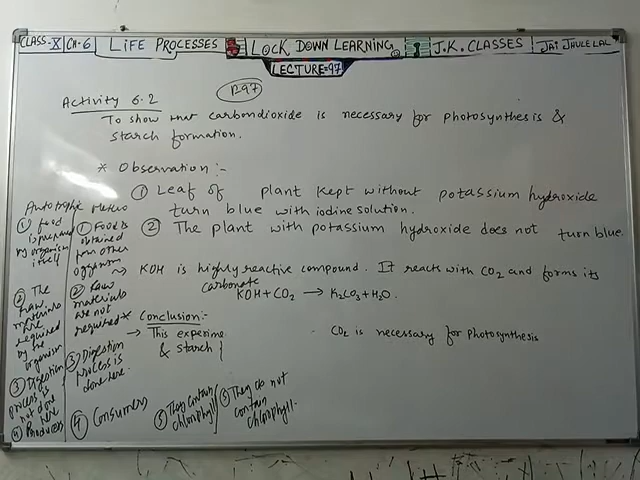 CLASS-X CH-6 LIFE PROCESSES LOCK DOWN LEARNING J.K. CLASSES JAI JHULELAL
LECTURE=97
P297
Activity 6.2
To show that carbondioxide is necessary for photosynthesis &
starch formation.
* Observation :-
① Leaf of plant kept without potassium hydroxide
turn blue with iodine solution.
② The plant with potassium hydroxide does not turn blue.
→ KOH is highly reactive compound. It reacts with CO2 and forms its
carbonate
KOH + CO2 → K2CO3 + H2O.
* Conclusion:-
→ This experime CO2 is necessary for photosynthesis
& starch
Autotrophic
① food
is prepared
by organism
itself
② The
raw
materials
are
required
by the
organism
③ Digestion
process is
not done
here
④ Producers
Hetero
① Food is
obtained
from other
organism
② Raw
materials
are not
required
③ Digestion
process is
done here.
④ Consumers
⑤ They contain
chlorophyll
⑤ They do not
contain
chlorophyll.